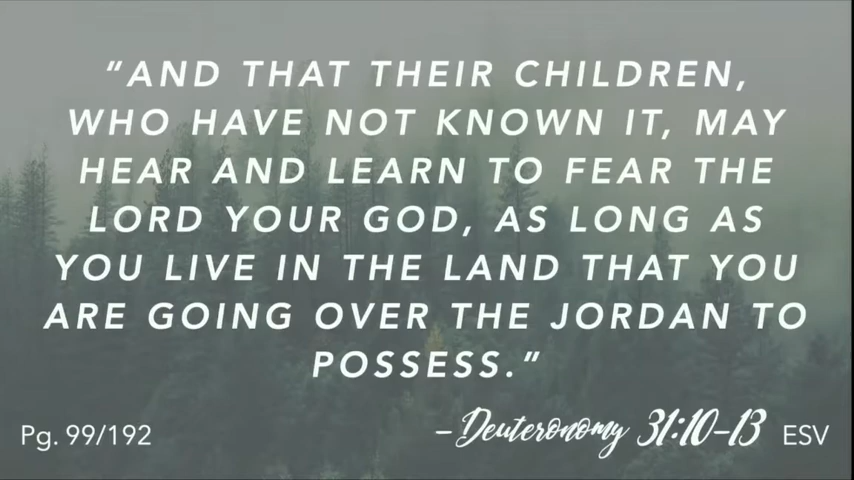 “AND THAT THEIR CHILDREN,
WHO HAVE NOT KNOWN IT, MAY
HEAR AND LEARN TO FEAR THE
LORD YOUR GOD, AS LONG AS
YOU LIVE IN THE LAND THAT YOU
ARE GOING OVER THE JORDAN TO
POSSESS.”
– Deuteronomy 31:10-13 ESV
Pg. 99/192